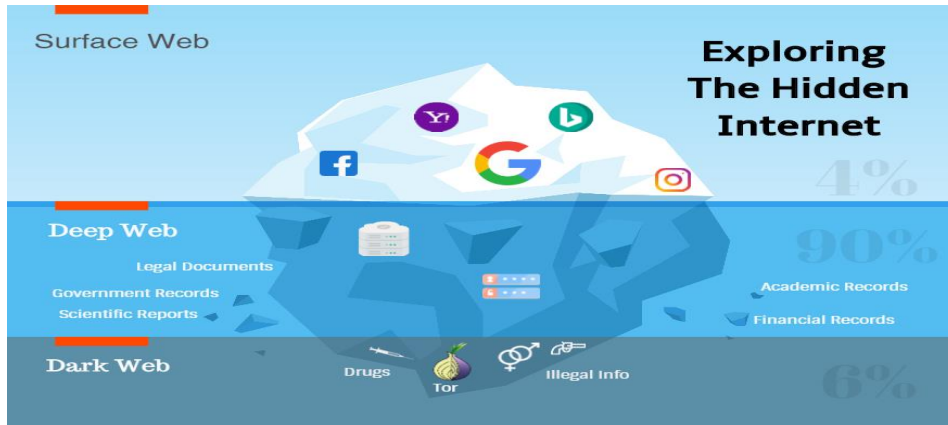 Surface Web
Exploring
The Hidden
Internet
4%
Deep Web
90%
Legal Documents
Government Records
Scientific Reports
Academic Records
Financial Records
Dark Web
6%
Drugs
Tor
Illegal Info